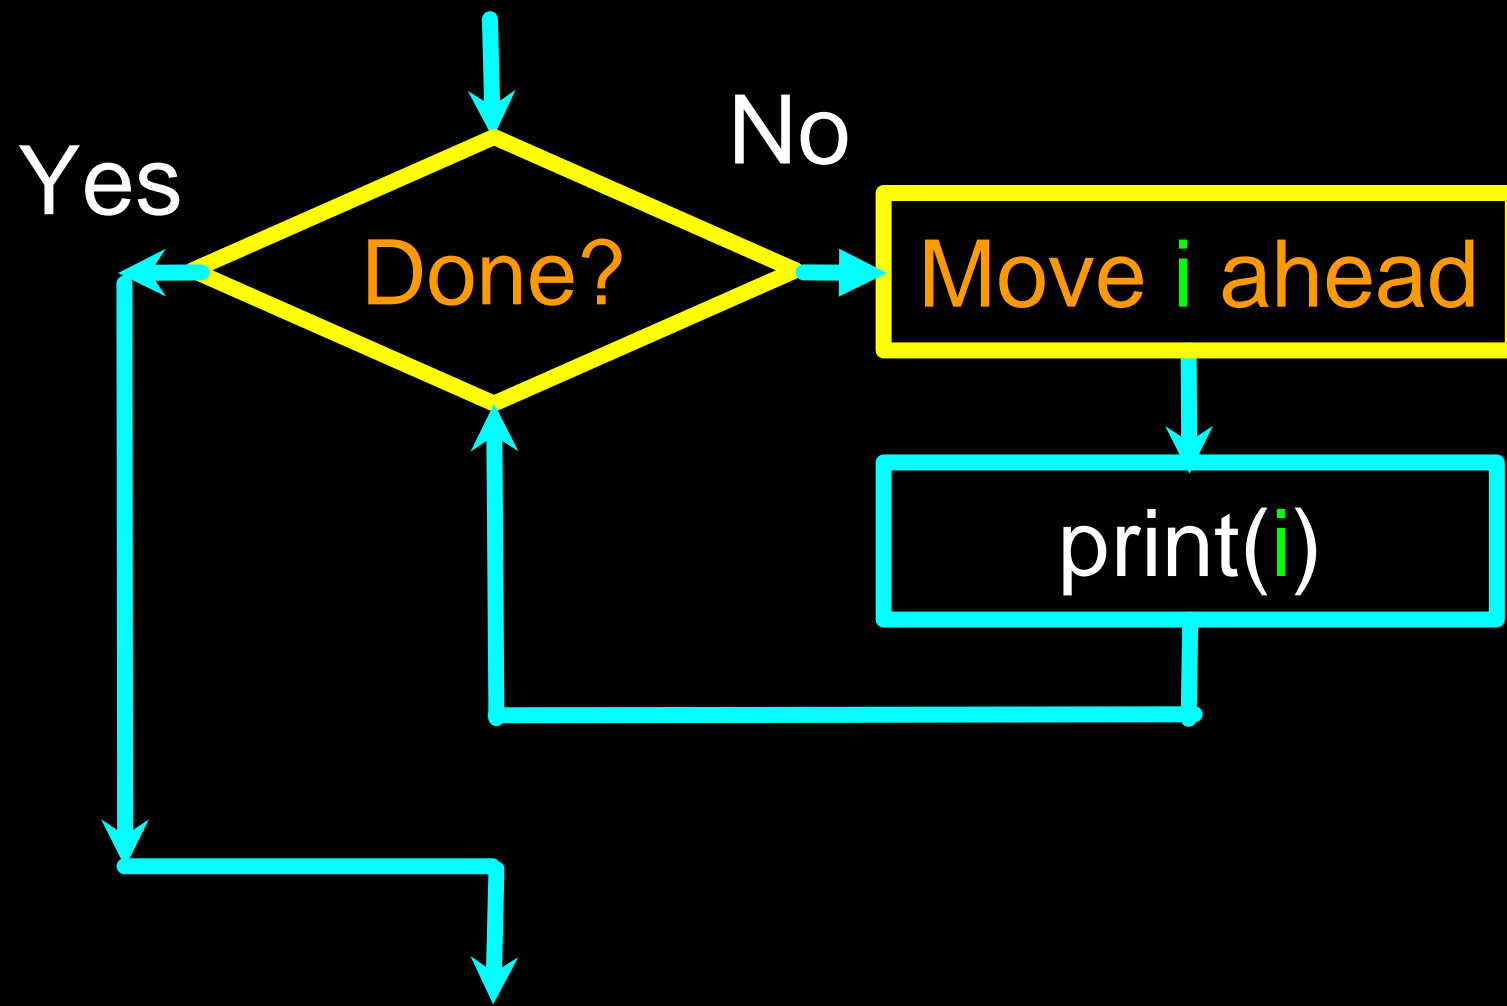 No
Yes
Done?
Move i ahead
print(i)